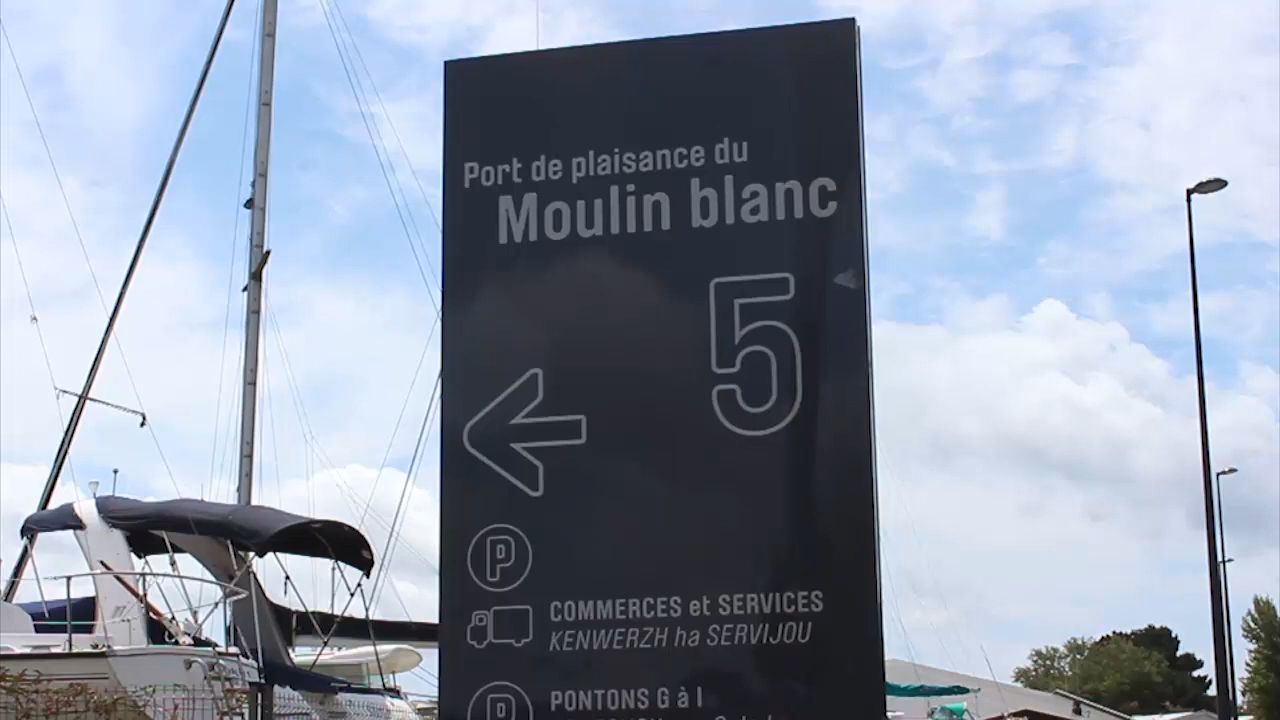 Port de plaisance du
Moulin blanc
5
P
COMMERCES et SERVICES
KENWERZH ha SERVIJOU
P
PONTONS G à I